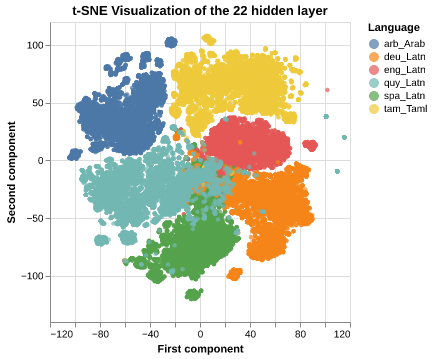 t-SNE Visualization of the 22 hidden layer
Language
arb_Arab
deu_Latn
eng_Latn
quy_Latn
spa_Latn
tam_Taml
100
50
0
−50
−100
Second component
−120 −80 −40 0 40 80 120
First component